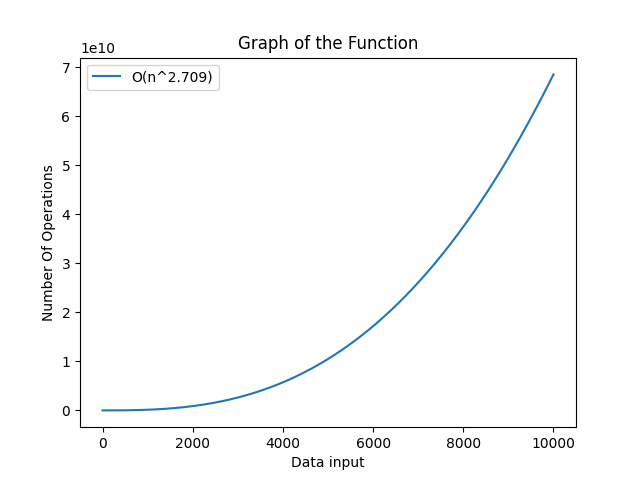 Graph of the Function
1e10
O(n^2.709)
7
6
5
4
3
2
1
0
Number Of Operations
0 2000 4000 6000 8000 10000
Data input